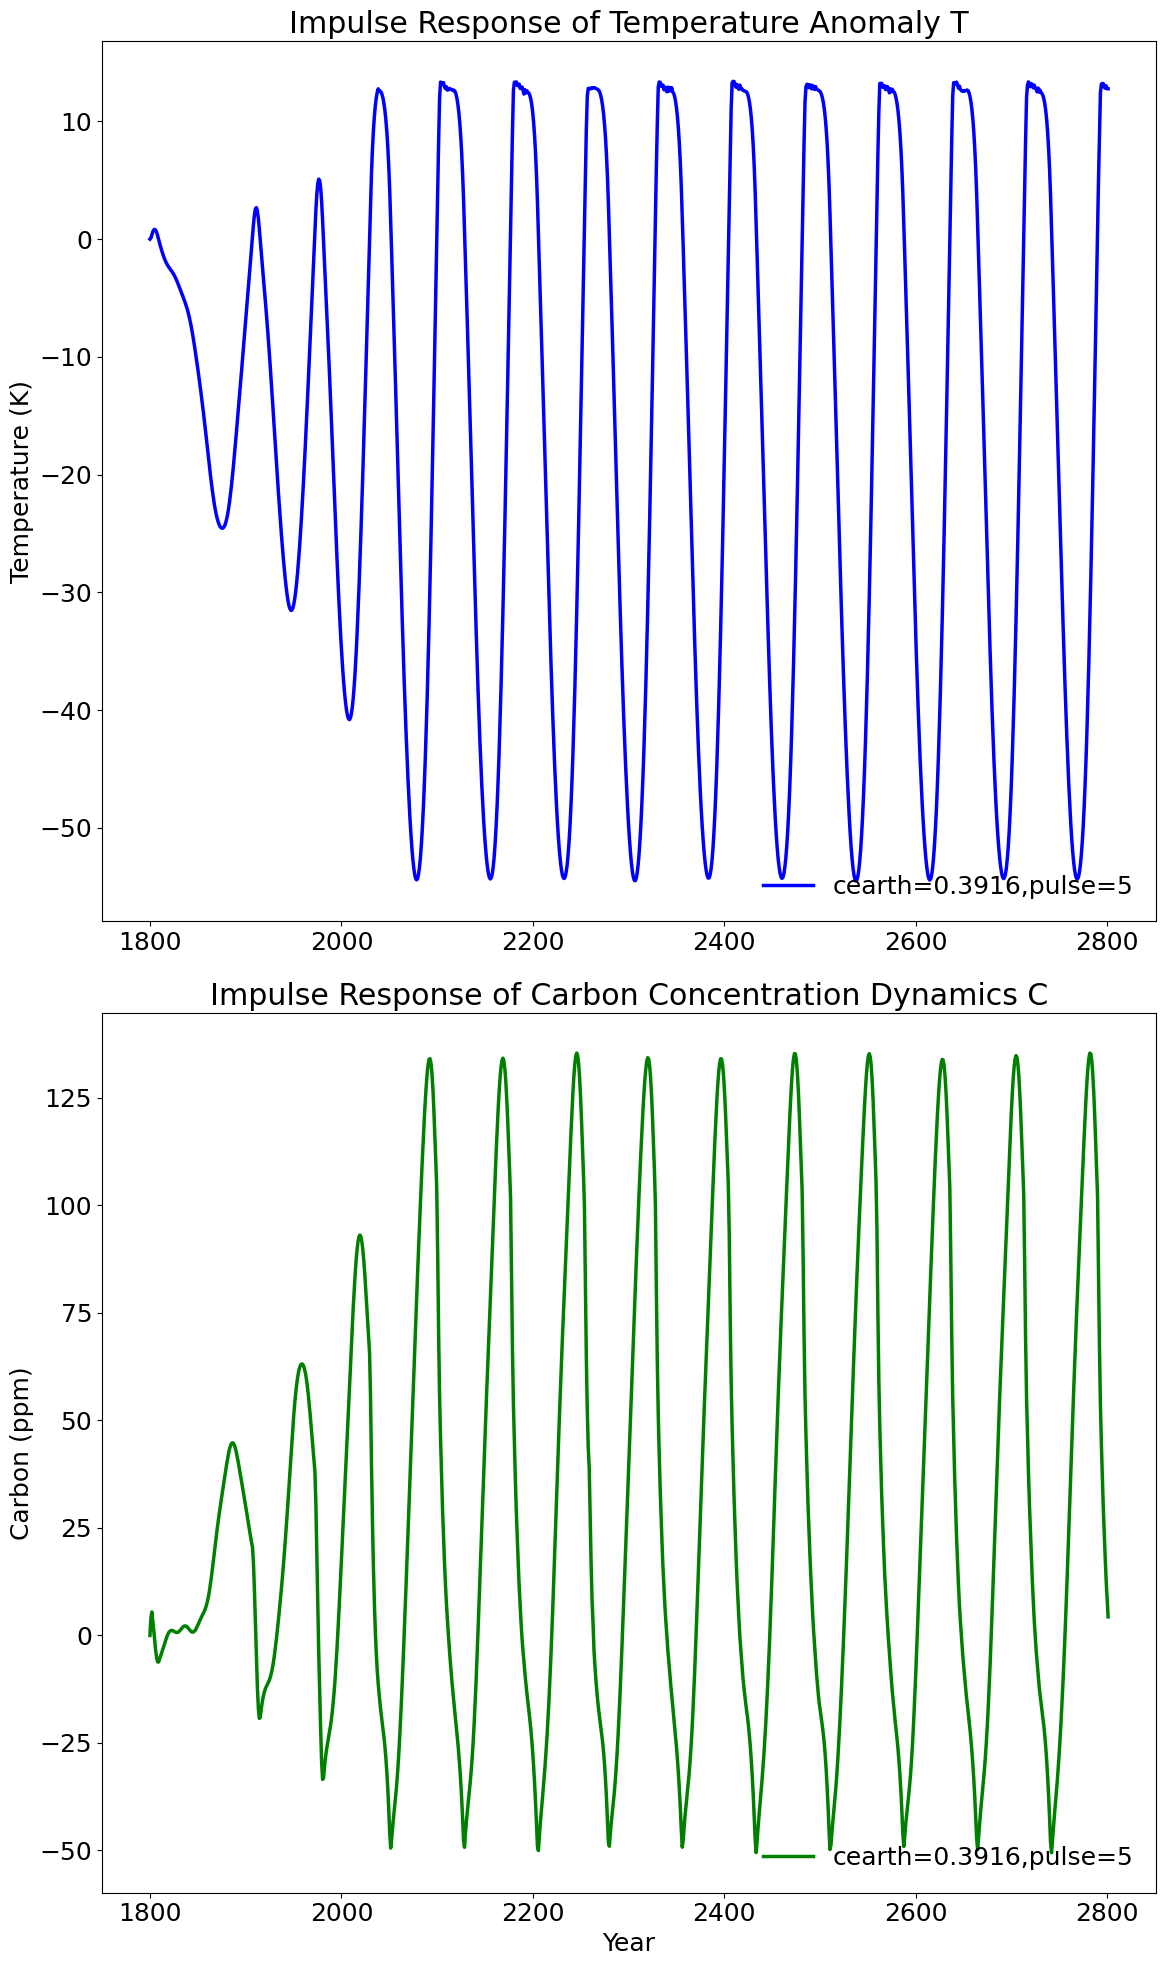 Impulse Response of Temperature Anomaly T
Temperature (K)
10
0
−10
−20
−30
−40
−50
cearth=0.3916,pulse=5
1800 2000 2200 2400 2600 2800
Impulse Response of Carbon Concentration Dynamics C
Carbon (ppm)
125
100
75
50
25
0
−25
−50
cearth=0.3916,pulse=5
1800 2000 2200 2400 2600 2800
Year